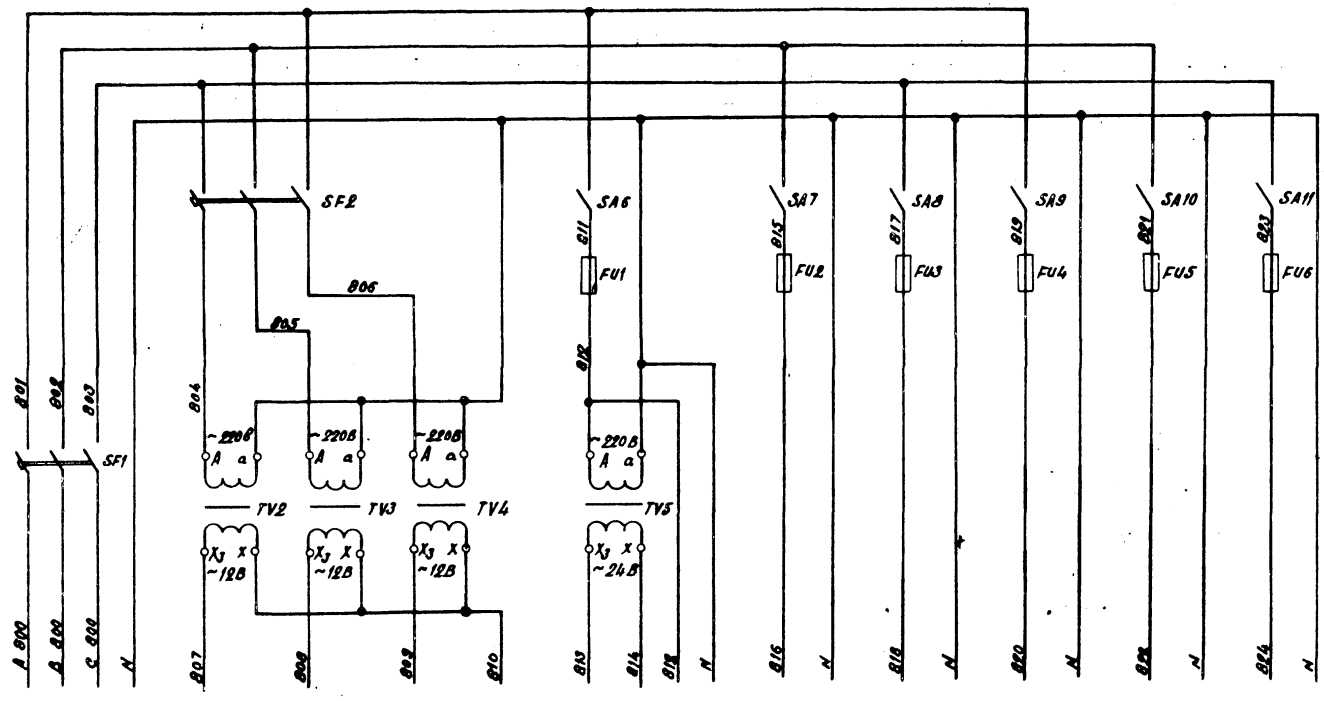 SF2
SA6
SA7
SA8
SA9
SA10
SA11
811
815
817
819
821
823
FU1
FU2
FU3
FU4
FU5
FU6
806
805
812
801
802
803
804
SF1
~220В
~220В
~220В
~220В
A a
A a
A a
A a
TV2
TV3
TV4
TV5
X3 X
X3 X
X3 X
X3 X
~12В
~12В
~12В
~24В
A 800
B 800
C 800
N
807
808
809
810
813
814
812
N
816
N
818
N
820
N
822
N
824
N